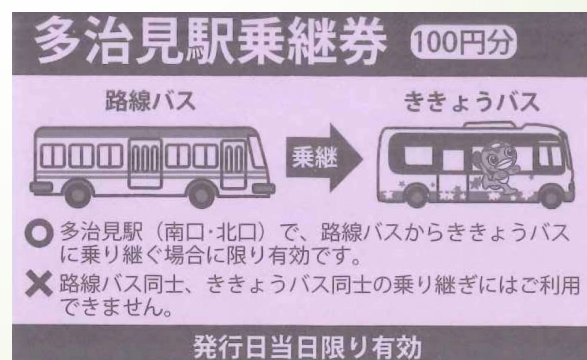 多治見駅乗継券 100円分
路線バス ききょうバス
乗継
○ 多治見駅（南口・北口）で、路線バスからききょうバス
に乗り継ぐ場合に限り有効です。
✕ 路線バス同士、ききょうバス同士の乗り継ぎにはご利用
できません。
発行日当日限り有効